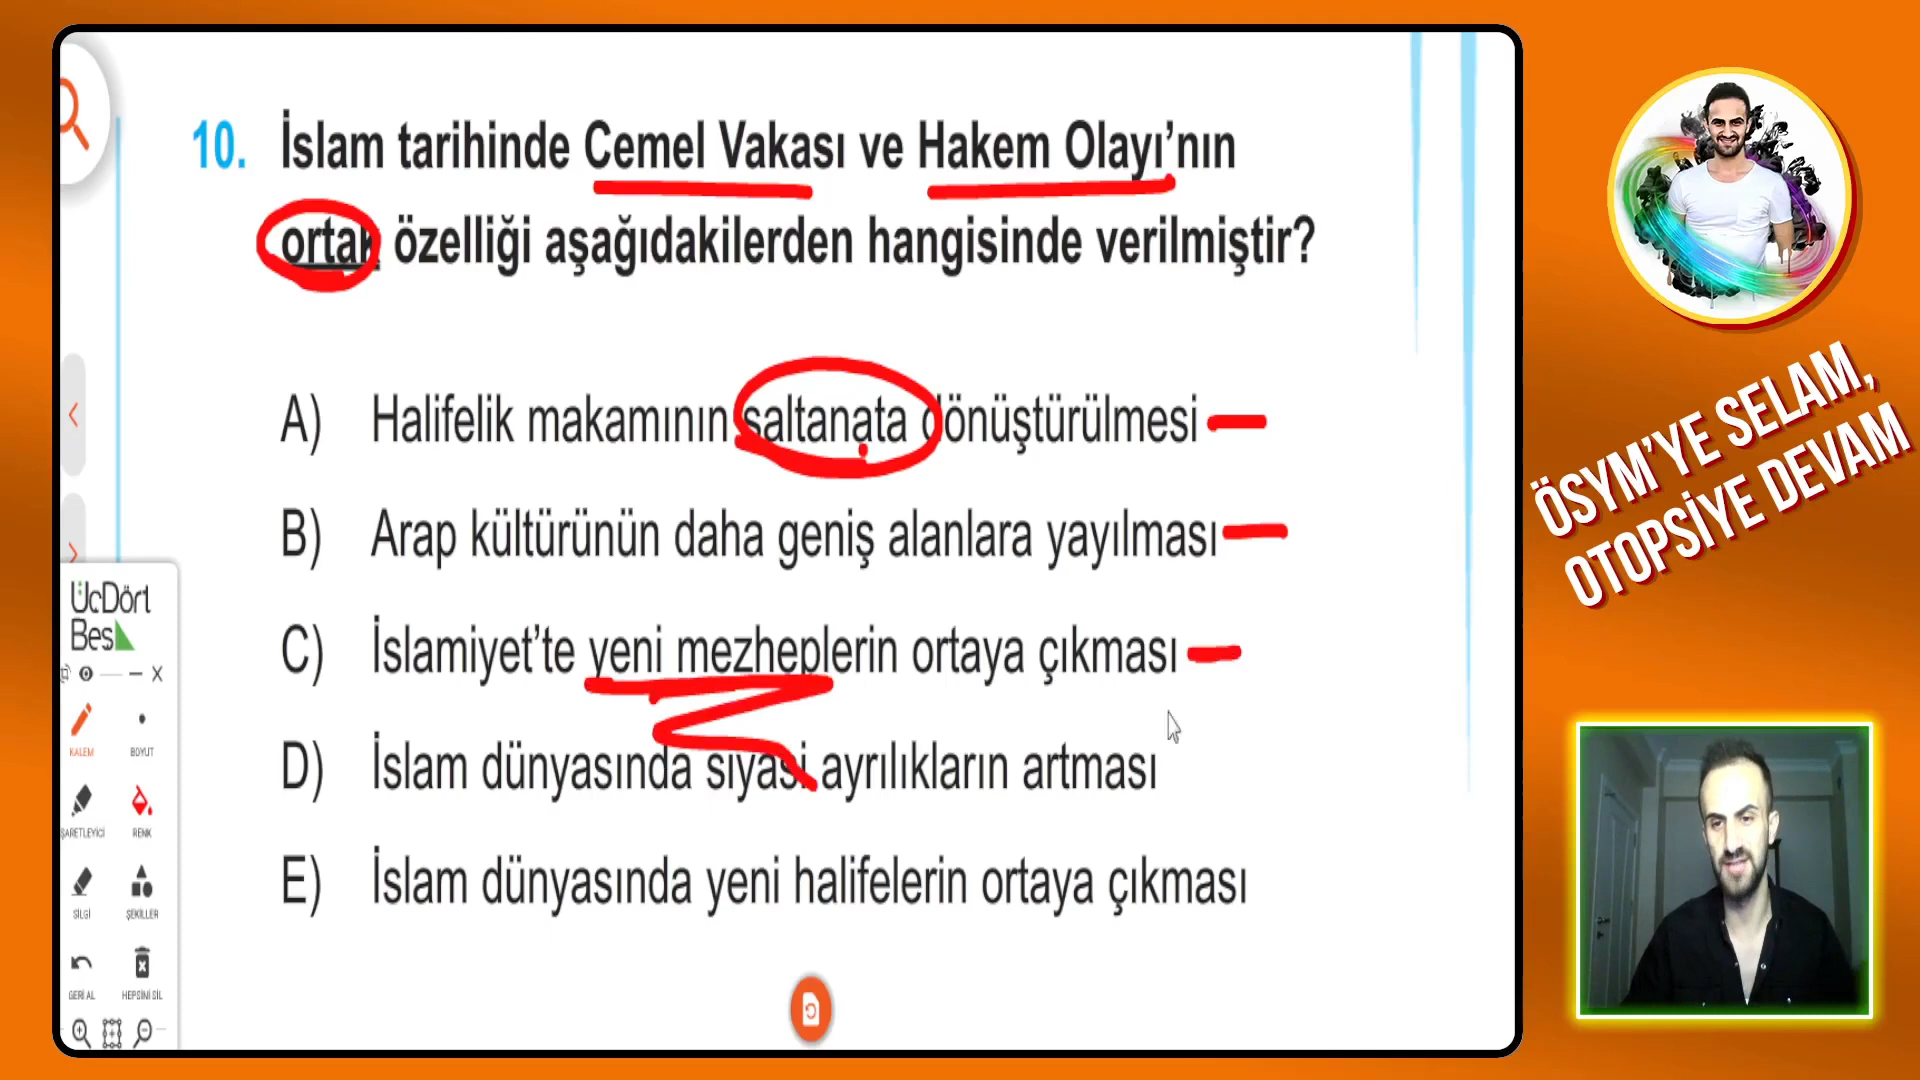 10. İslam tarihinde Cemel Vakası ve Hakem Olayı’nın
ortak özelliği aşağıdakilerden hangisinde verilmiştir?
A) Halifelik makamının saltanata dönüştürülmesi
B) Arap kültürünün daha geniş alanlara yayılması
C) İslamiyet’te yeni mezheplerin ortaya çıkması
D) İslam dünyasında siyasi ayrılıkların artması
E) İslam dünyasında yeni halifelerin ortaya çıkması
ÜçDört
Beş
KALEM BOYUT
ŞARETLEYİCİ RENK
SİLGİ ŞEKİLLER
GERİ AL HEPSİNİ SİL
ÖSYM’YE SELAM,
OTOPSİYE DEVAM